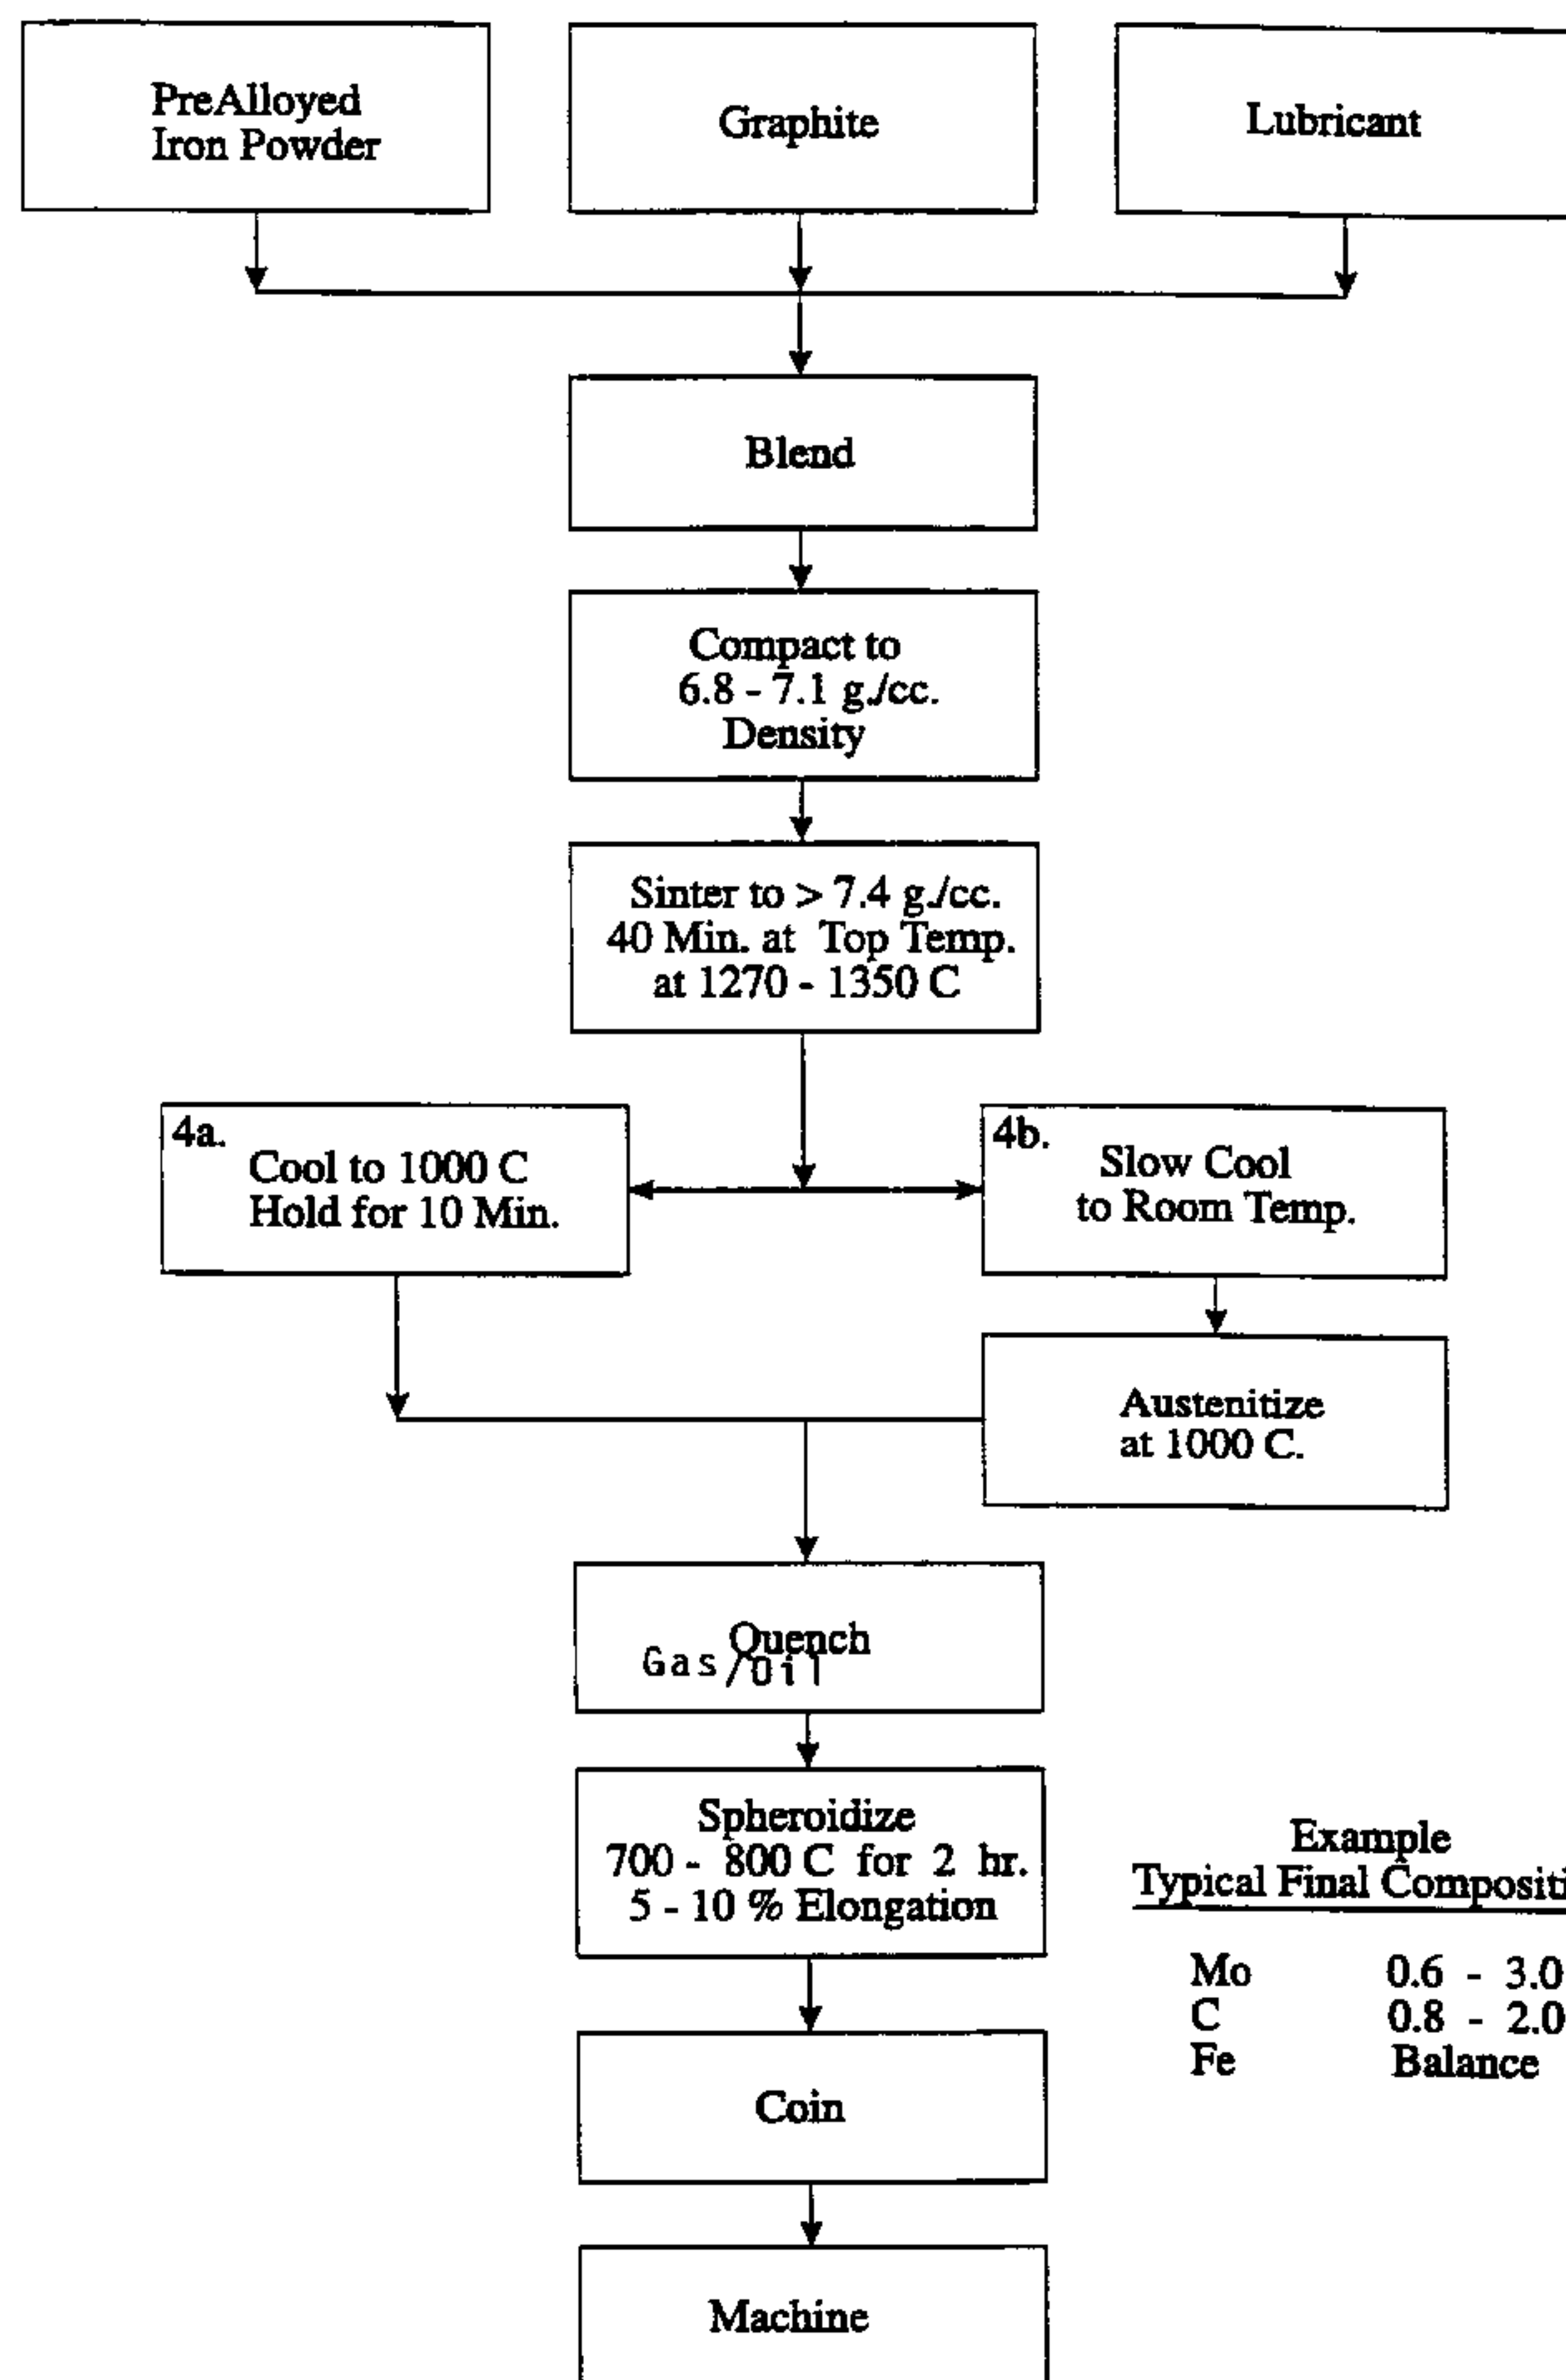 PreAlloyed
Iron Powder
Graphite
Lubricant
Blend
Compact to
6.8 - 7.1 g./cc.
Density
Sinter to > 7.4 g./cc.
40 Min. at Top Temp.
at 1270 - 1350 C
4a.
Cool to 1000 C
Hold for 10 Min.
4b.
Slow Cool
to Room Temp.
Austenitize
at 1000 C.
Quench
Gas/Oil
Spheroidize
700 - 800 C for 2 hr.
5 - 10 % Elongation
Example
Typical Final Compositi
Mo 0.6 - 3.0
C 0.8 - 2.0
Fe Balance
Coin
Machine